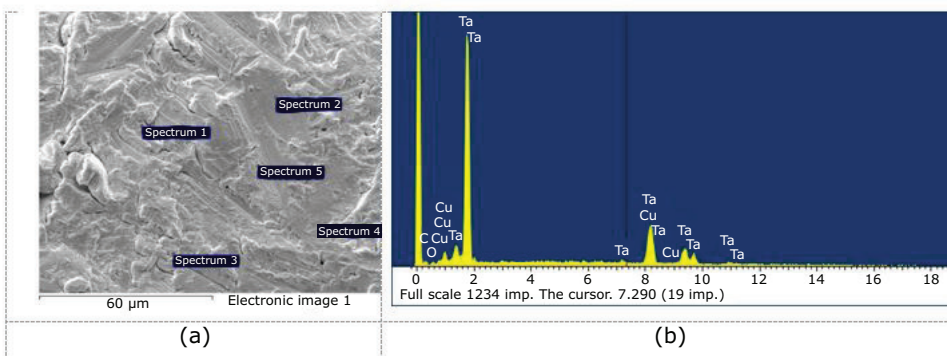 Spectrum 2
Spectrum 1
Spectrum 5
Spectrum 4
Spectrum 3
60 µm
Electronic image 1
(a)
Ta
Ta
Cu
Cu
C Cu Ta
O
Ta
Cu
Ta
Ta
Cu
Ta
Ta
Ta
Ta
0 2 4 6 8 10 12 14 16 18
Full scale 1234 imp. The cursor. 7.290 (19 imp.)
(b)